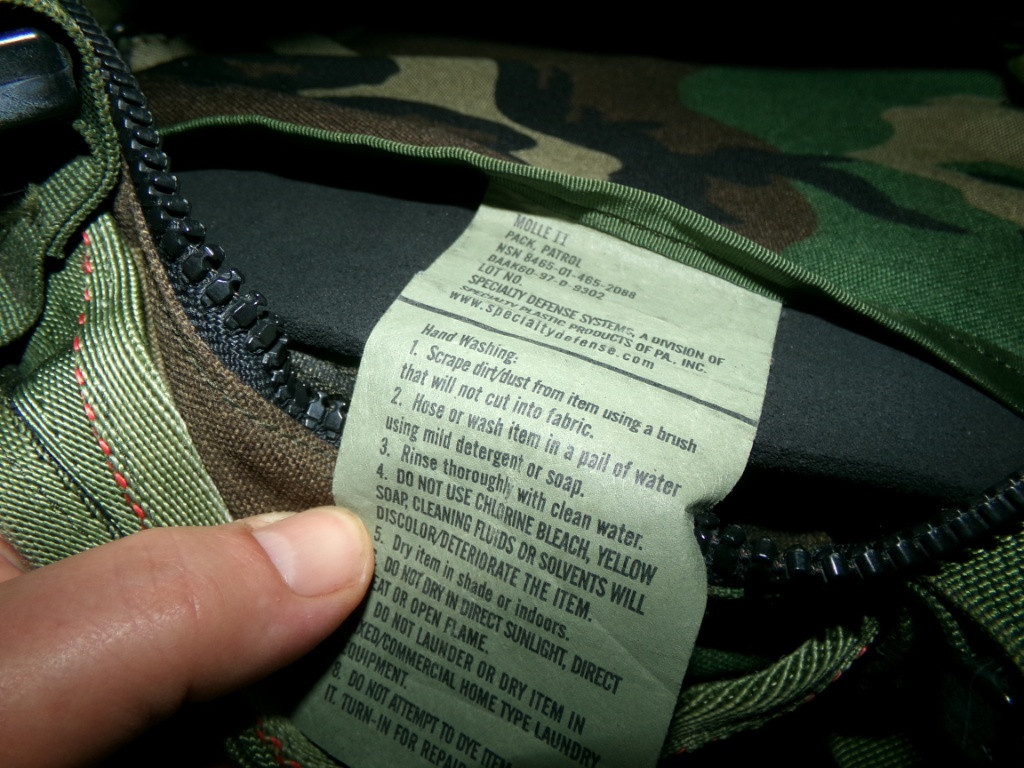 MOLLE II
PACK, PATROL
NSN 8465-01-465-2088
DAAK60-97-D-9302
LOT NO.
SPECIALTY DEFENSE SYSTEMS, A DIVISION OF
SPECIALTY PLASTIC PRODUCTS OF PA., INC.
www.specialtydefense.com
Hand Washing:
1. Scrape dirt/dust from item using a brush
that will not cut into fabric.
2. Hose or wash item in a pail of water
using mild detergent or soap.
3. Rinse thoroughly with clean water.
4. DO NOT USE CHLORINE BLEACH, YELLOW
SOAP, CLEANING FLUIDS OR SOLVENTS WILL
DISCOLOR/DETERIORATE THE ITEM.
5. Dry item in shade or indoors.
DO NOT DRY IN DIRECT SUNLIGHT, DIRECT
EAT OR OPEN FLAME.
DO NOT LAUNDER OR DRY ITEM IN
XED/COMMERCIAL HOME TYPE LAUNDRY
QUIPMENT.
8. DO NOT ATTEMPT TO DYE ITEM
IT. TURN-IN FOR REPAIR